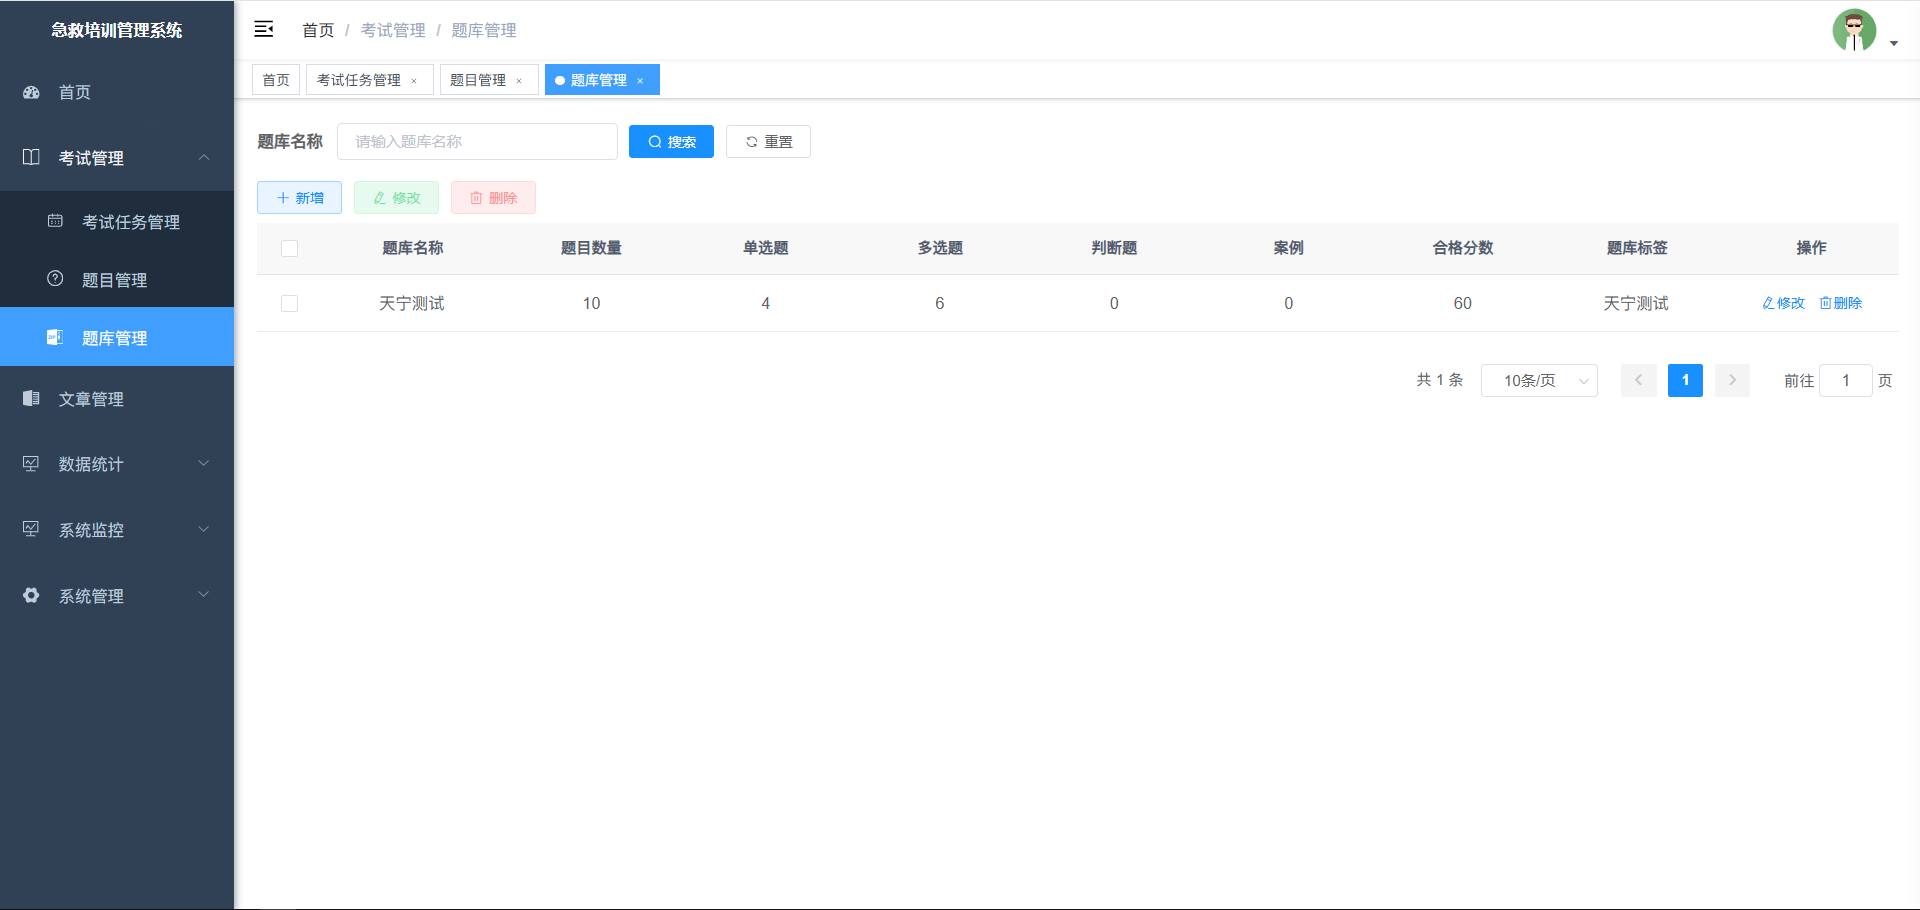 急救培训管理系统
首页
考试管理
考试任务管理
题目管理
题库管理
文章管理
数据统计
系统监控
系统管理
首页 / 考试管理 / 题库管理
首页 考试任务管理 × 题目管理 × 题库管理 ×
题库名称 请输入题库名称 搜索 重置
新增 修改 删除
题库名称 题目数量 单选题 多选题 判断题 案例 合格分数 题库标签 操作
天宁测试 10 4 6 0 0 60 天宁测试 修改 删除
共 1 条 10条/页 1 前往 1 页